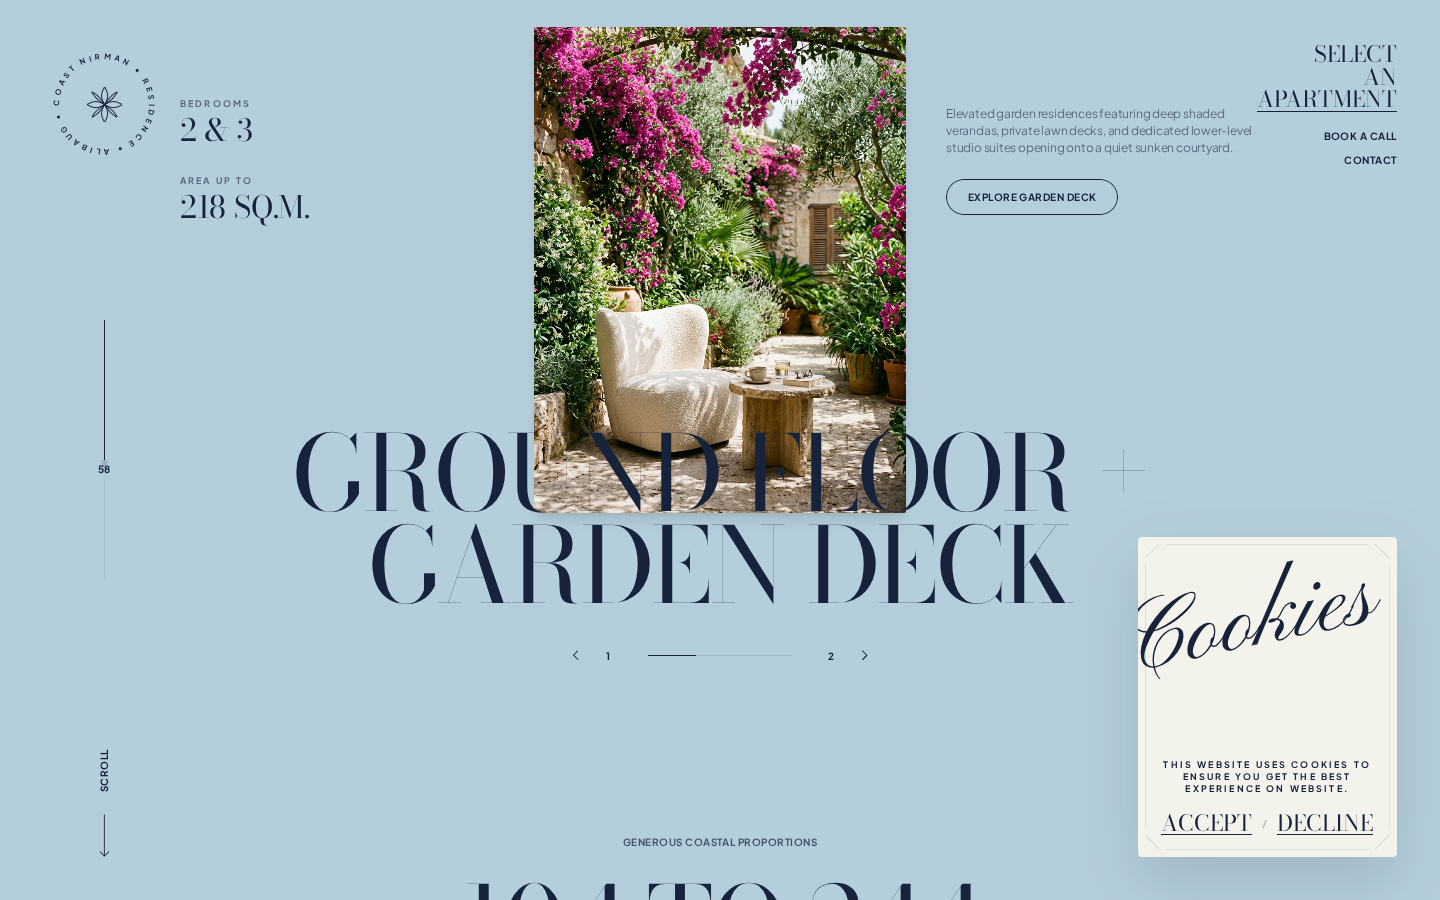 COAST NIRMAN • RESIDENCE • ALIBAUG •
BEDROOMS
2 & 3
AREA UP TO
218 SQ.M.
Elevated garden residences featuring deep shaded
verandas, private lawn decks, and dedicated lower-level
studio suites opening onto a quiet sunken courtyard.
EXPLORE GARDEN DECK
SELECT
AN
APARTMENT
BOOK A CALL
CONTACT
58
GROUND FLOOR
GARDEN DECK
1
2
SCROLL
GENEROUS COASTAL PROPORTIONS
Cookies
THIS WEBSITE USES COOKIES TO
ENSURE YOU GET THE BEST
EXPERIENCE ON WEBSITE.
ACCEPT / DECLINE